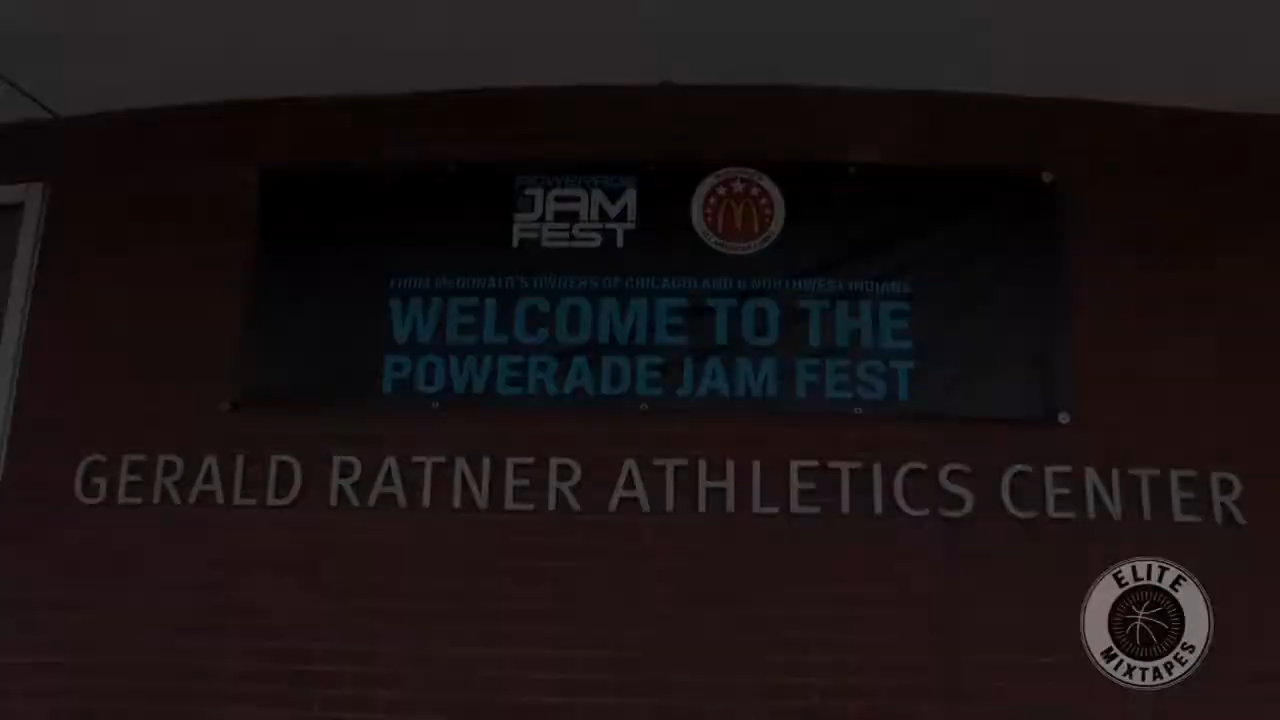 POWERADE
JAM
FEST
FROM McDONALD'S OWNERS OF CHICAGOLAND & NORTHWEST INDIANA
WELCOME TO THE
POWERADE JAM FEST
GERALD RATNER ATHLETICS CENTER
ELITE
MIXTAPES